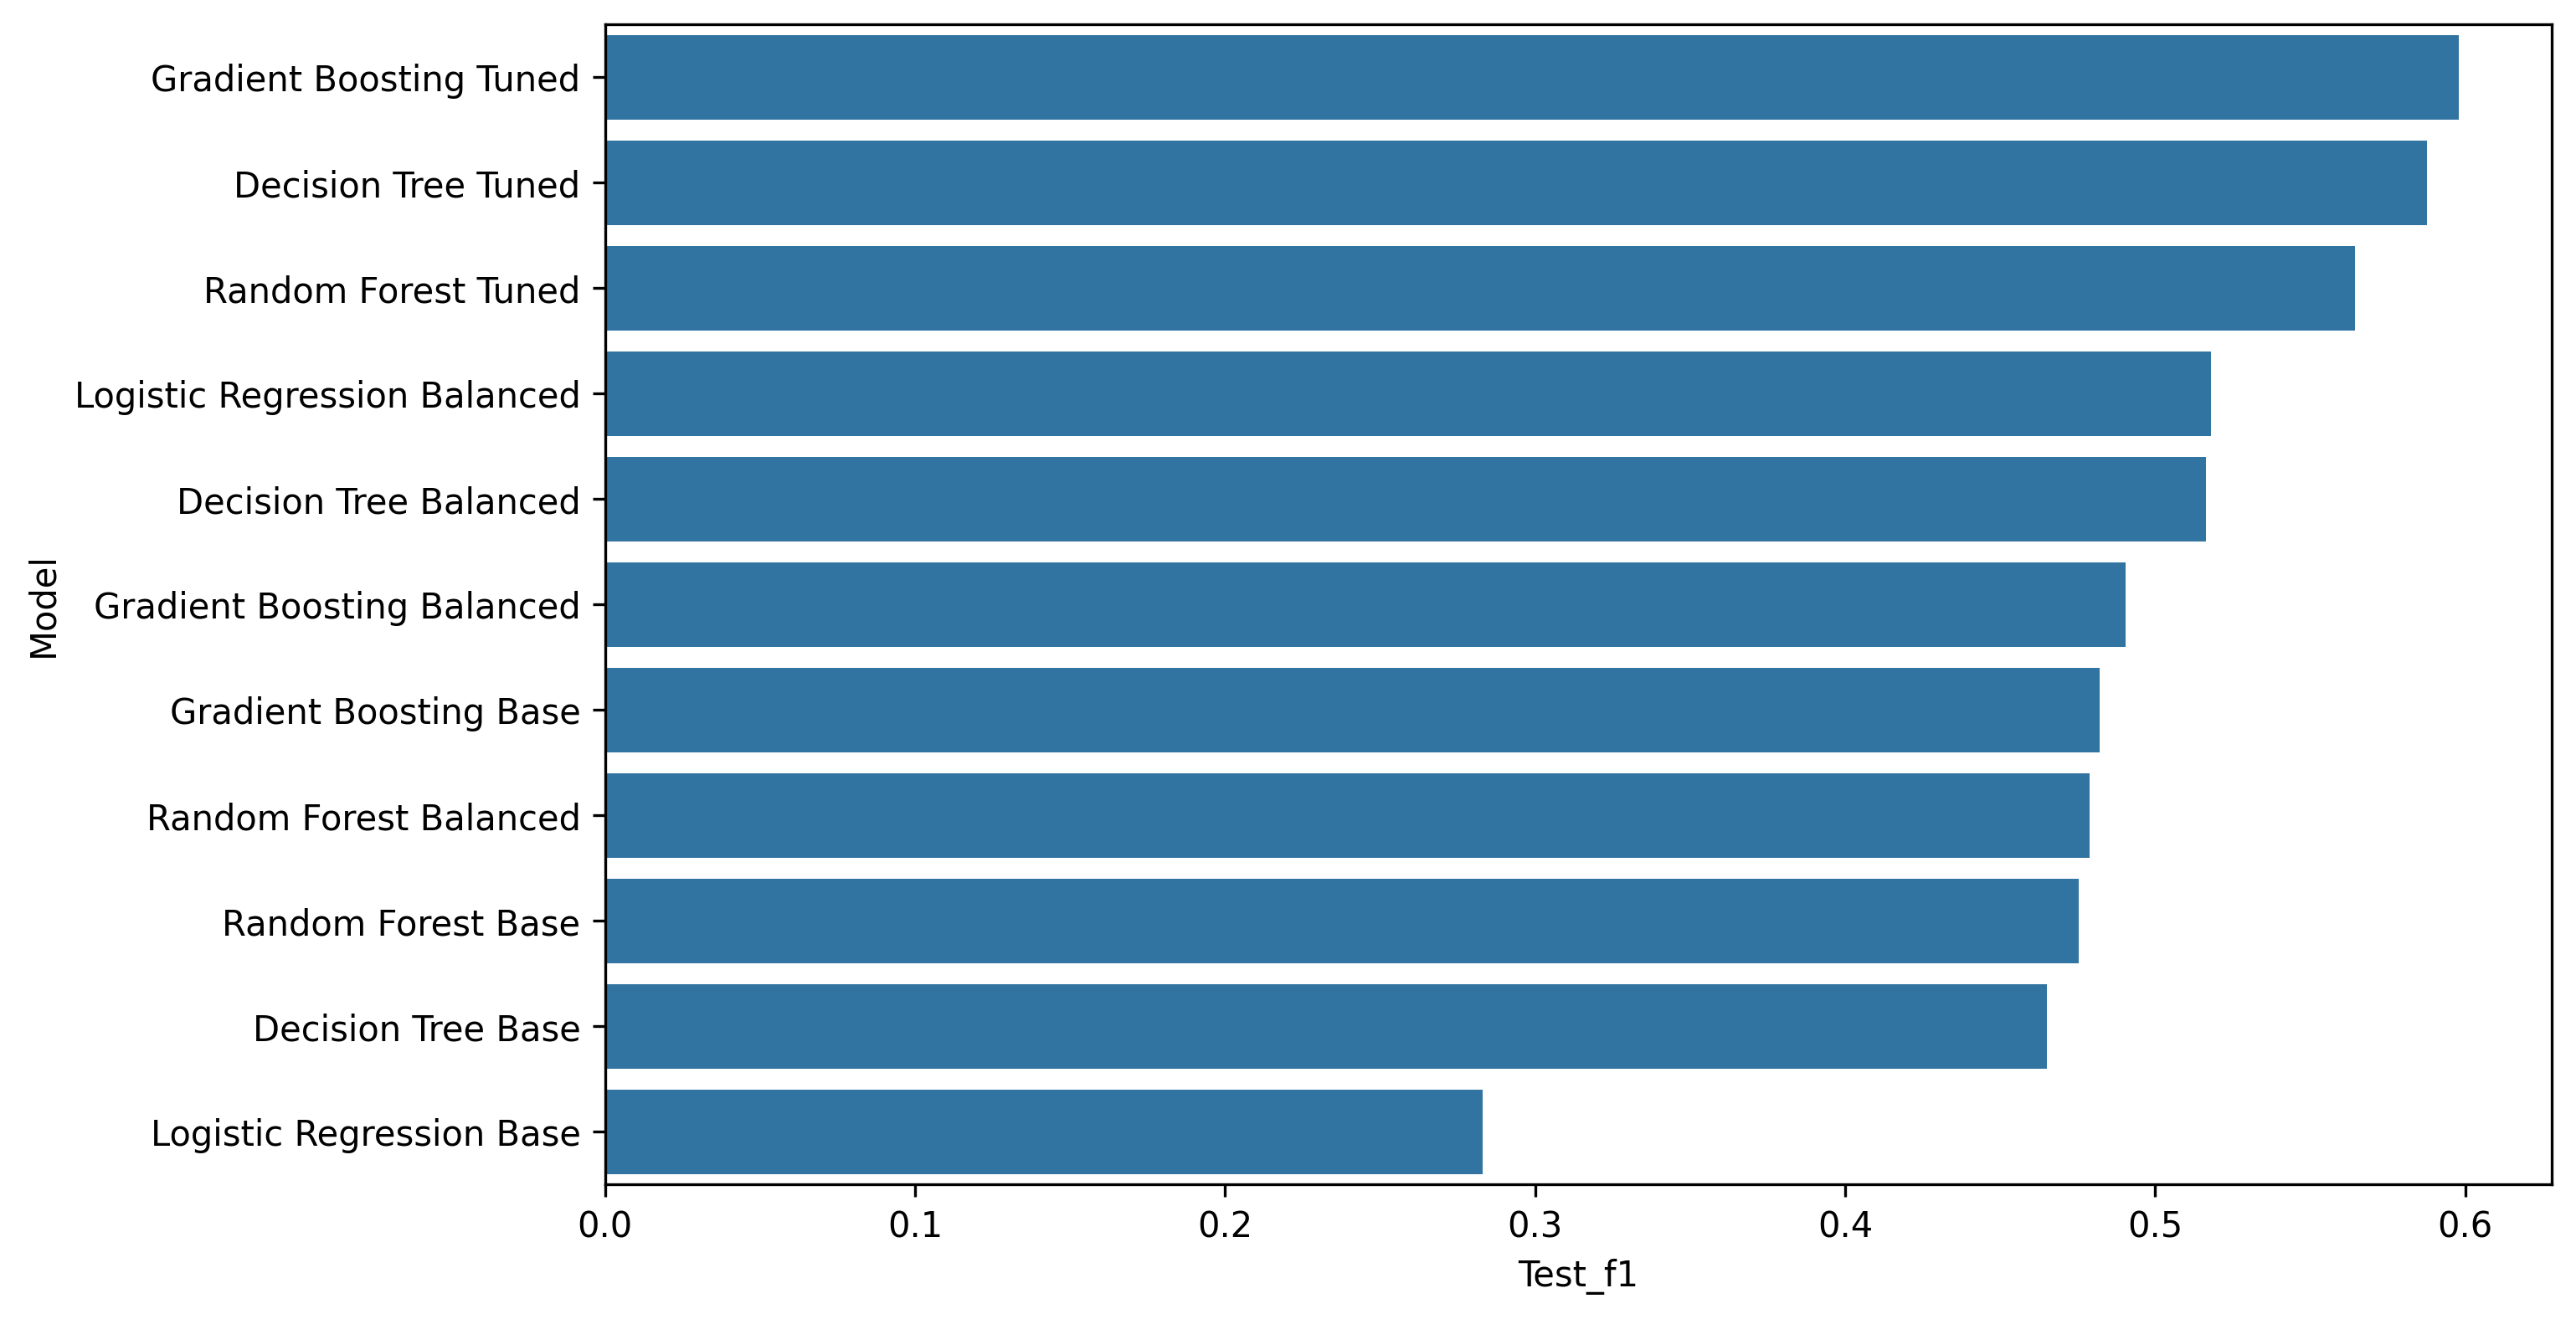 Gradient Boosting Tuned
Decision Tree Tuned
Random Forest Tuned
Logistic Regression Balanced
Decision Tree Balanced
Gradient Boosting Balanced
Gradient Boosting Base
Random Forest Balanced
Random Forest Base
Decision Tree Base
Logistic Regression Base
Model
0.0 0.1 0.2 0.3 0.4 0.5 0.6
Test_f1